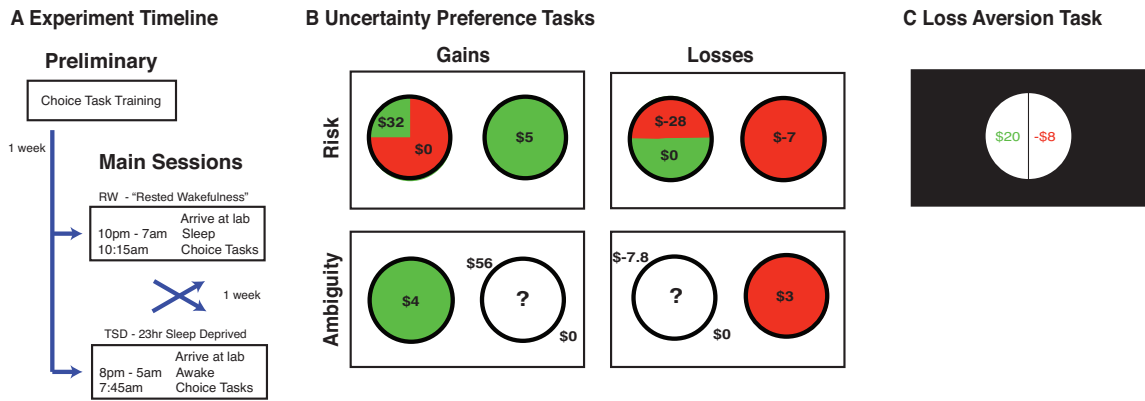 A Experiment Timeline
Preliminary
Choice Task Training
1 week
Main Sessions
RW - “Rested Wakefulness”
Arrive at lab
10pm - 7am Sleep
10:15am Choice Tasks
1 week
TSD - 23hr Sleep Deprived
Arrive at lab
8pm - 5am Awake
7:45am Choice Tasks
B Uncertainty Preference Tasks
Gains
Losses
Risk
$32
$0
$5
$-28
$0
$-7
Ambiguity
$4
$56
?
$0
$-7.8
?
$0
$3
C Loss Aversion Task
$20
-$8